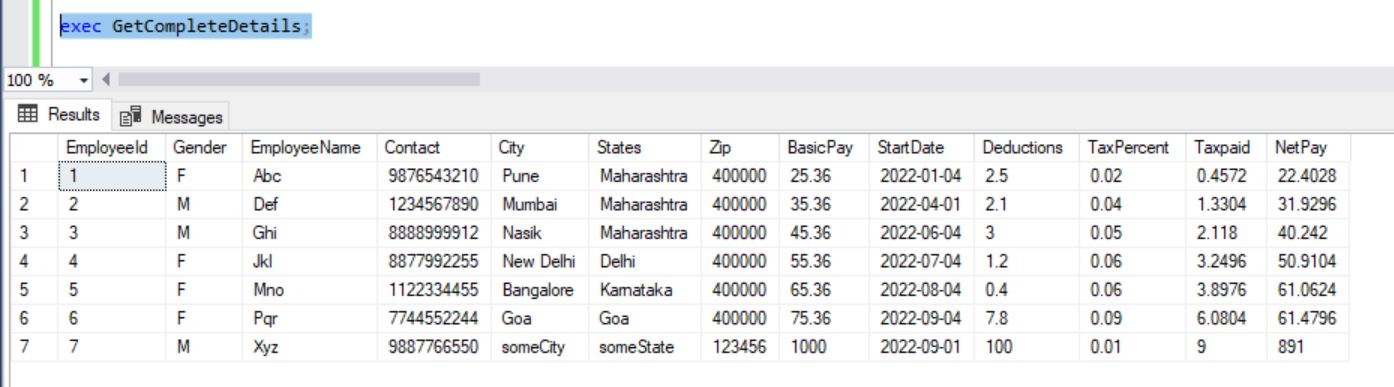 exec GetCompleteDetails;
100 %
Results Messages
EmployeeId Gender EmployeeName Contact City States Zip BasicPay StartDate Deductions TaxPercent Taxpaid NetPay
1 1 F Abc 9876543210 Pune Maharashtra 400000 25.36 2022-01-04 2.5 0.02 0.4572 22.4028
2 2 M Def 1234567890 Mumbai Maharashtra 400000 35.36 2022-04-01 2.1 0.04 1.3304 31.9296
3 3 M Ghi 8888999912 Nasik Maharashtra 400000 45.36 2022-06-04 3 0.05 2.118 40.242
4 4 F Jkl 8877992255 New Delhi Delhi 400000 55.36 2022-07-04 1.2 0.06 3.2496 50.9104
5 5 F Mno 1122334455 Bangalore Karnataka 400000 65.36 2022-08-04 0.4 0.06 3.8976 61.0624
6 6 F Pqr 7744552244 Goa Goa 400000 75.36 2022-09-04 7.8 0.09 6.0804 61.4796
7 7 M Xyz 9887766550 someCity someState 123456 1000 2022-09-01 100 0.01 9 891